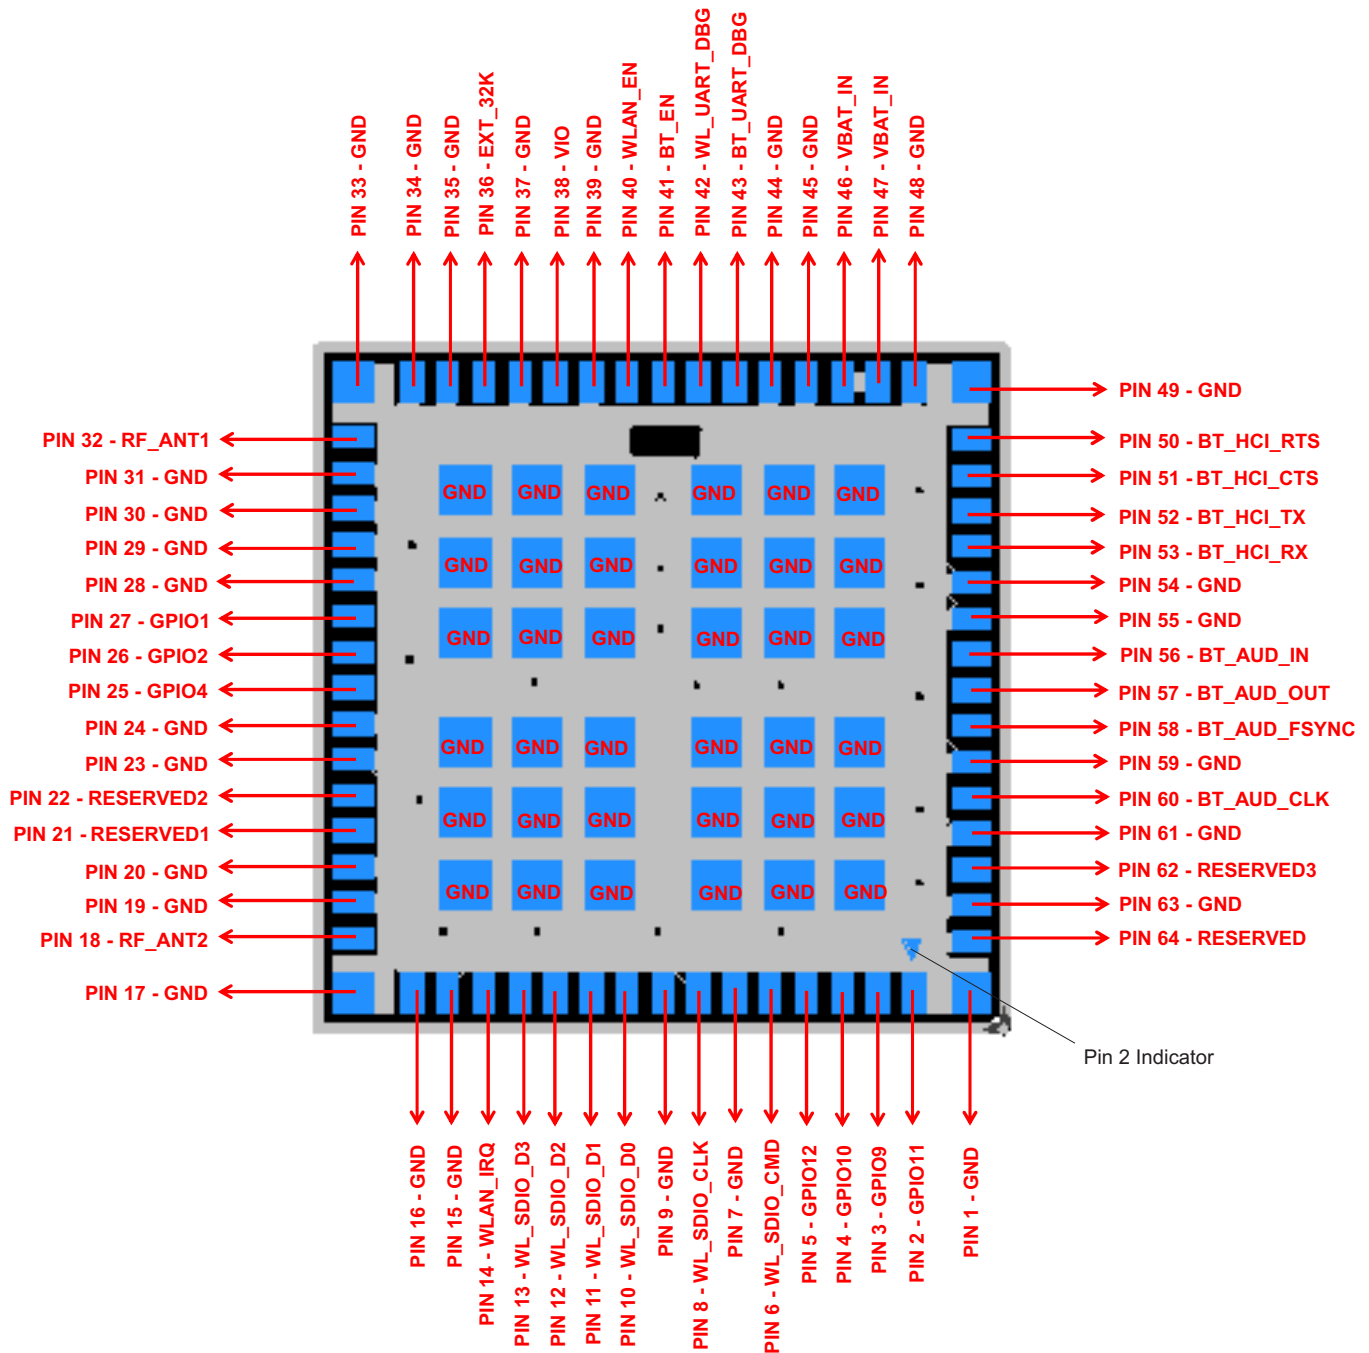 PIN 33 - GND
PIN 34 - GND
PIN 35 - GND
PIN 36 - EXT_32K
PIN 37 - GND
PIN 38 - VIO
PIN 39 - GND
PIN 40 - WLAN_EN
PIN 41 - BT_EN
PIN 42 - WL_UART_DBG
PIN 43 - BT_UART_DBG
PIN 44 - GND
PIN 45 - GND
PIN 46 - VBAT_IN
PIN 47 - VBAT_IN
PIN 48 - GND
PIN 32 - RF_ANT1
PIN 31 - GND
PIN 30 - GND
PIN 29 - GND
PIN 28 - GND
PIN 27 - GPIO1
PIN 26 - GPIO2
PIN 25 - GPIO4
PIN 24 - GND
PIN 23 - GND
PIN 22 - RESERVED2
PIN 21 - RESERVED1
PIN 20 - GND
PIN 19 - GND
PIN 18 - RF_ANT2
PIN 17 - GND
GND GND GND GND GND GND
GND GND GND GND GND GND
GND GND GND GND GND GND
GND GND GND GND GND GND
GND GND GND GND GND GND
GND GND GND GND GND GND
PIN 49 - GND
PIN 50 - BT_HCI_RTS
PIN 51 - BT_HCI_CTS
PIN 52 - BT_HCI_TX
PIN 53 - BT_HCI_RX
PIN 54 - GND
PIN 55 - GND
PIN 56 - BT_AUD_IN
PIN 57 - BT_AUD_OUT
PIN 58 - BT_AUD_FSYNC
PIN 59 - GND
PIN 60 - BT_AUD_CLK
PIN 61 - GND
PIN 62 - RESERVED3
PIN 63 - GND
PIN 64 - RESERVED
Pin 2 Indicator
PIN 16 - GND
PIN 15 - GND
PIN 14 - WLAN_IRQ
PIN 13 - WL_SDIO_D3
PIN 12 - WL_SDIO_D2
PIN 11 - WL_SDIO_D1
PIN 10 - WL_SDIO_D0
PIN 9 - GND
PIN 8 - WL_SDIO_CLK
PIN 7 - GND
PIN 6 - WL_SDIO_CMD
PIN 5 - GPIO12
PIN 4 - GPIO10
PIN 3 - GPIO9
PIN 2 - GPIO11
PIN 1 - GND